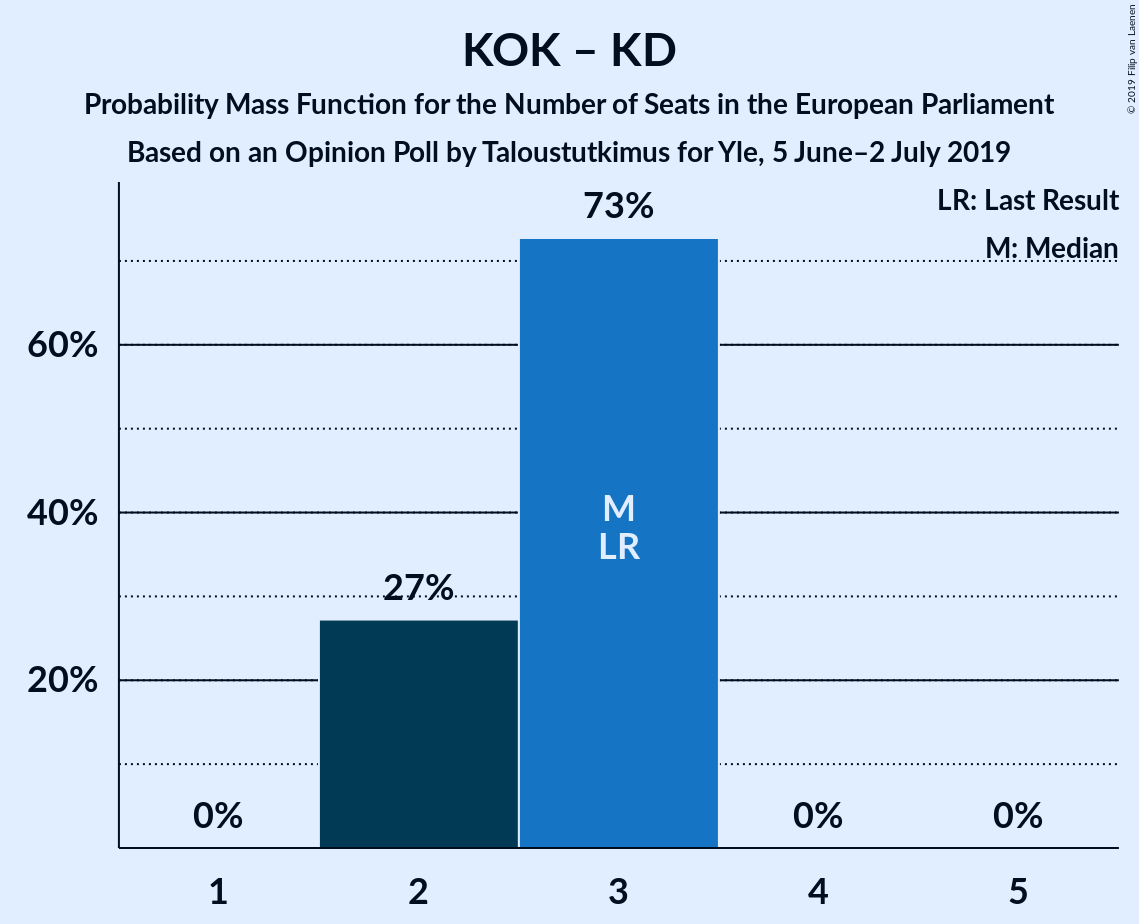 KOK – KD
Probability Mass Function for the Number of Seats in the European Parliament
Based on an Opinion Poll by Taloustutkimus for Yle, 5 June–2 July 2019
© 2019 Filip van Laenen
LR: Last Result
M: Median
73%
60%
M
40%
LR
27%
20%
0%
0%
0%
1
2
3
4
5